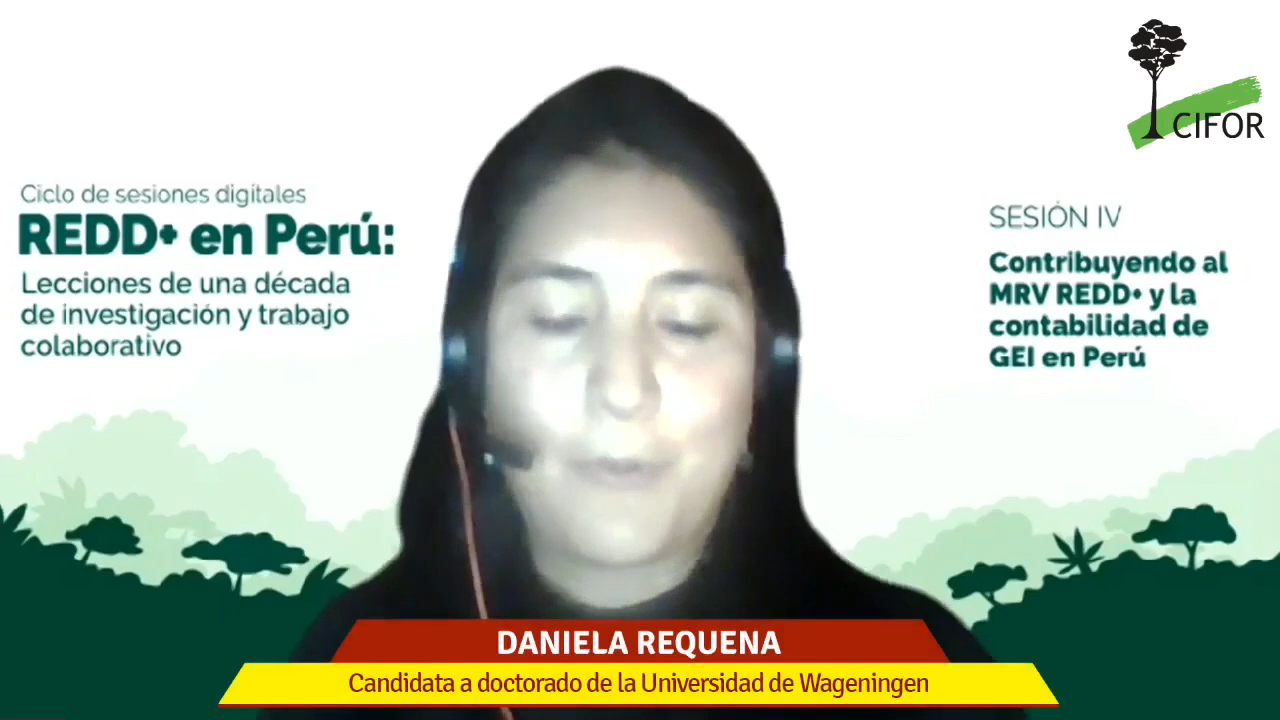 CIFOR
Ciclo de sesiones digitales
REDD+ en Perú:
Lecciones de una década
de investigación y trabajo
colaborativo
SESIÓN IV
Contribuyendo al
MRV REDD+ y la
contabilidad de
GEI en Perú
DANIELA REQUENA
Candidata a doctorado de la Universidad de Wageningen